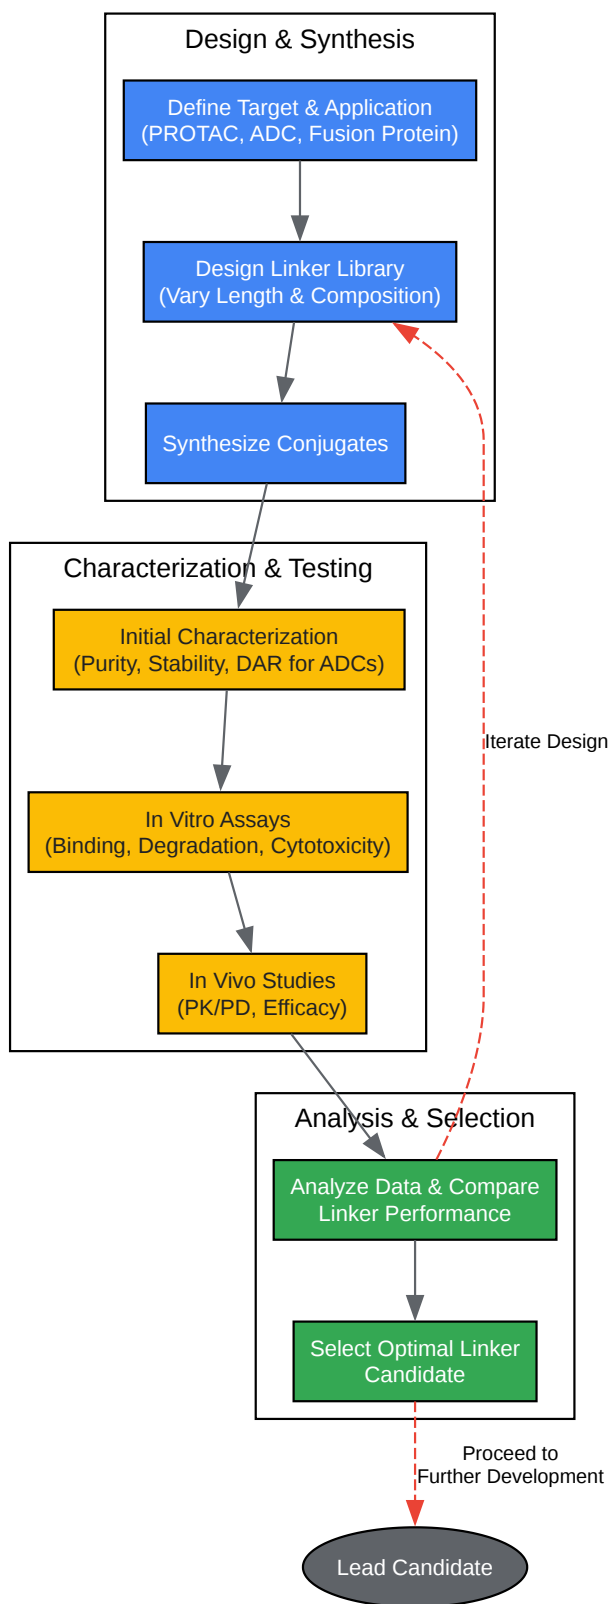 Design & Synthesis
Define Target & Application
(PROTAC, ADC, Fusion Protein)
Design Linker Library
(Vary Length & Composition)
Synthesize Conjugates
Characterization & Testing
Initial Characterization
(Purity, Stability, DAR for ADCs)
Iterate Design
In Vitro Assays
(Binding, Degradation, Cytotoxicity)
In Vivo Studies
(PK/PD, Efficacy)
Analysis & Selection
Analyze Data & Compare
Linker Performance
Select Optimal Linker
Candidate
Proceed to
Further Development
Lead Candidate